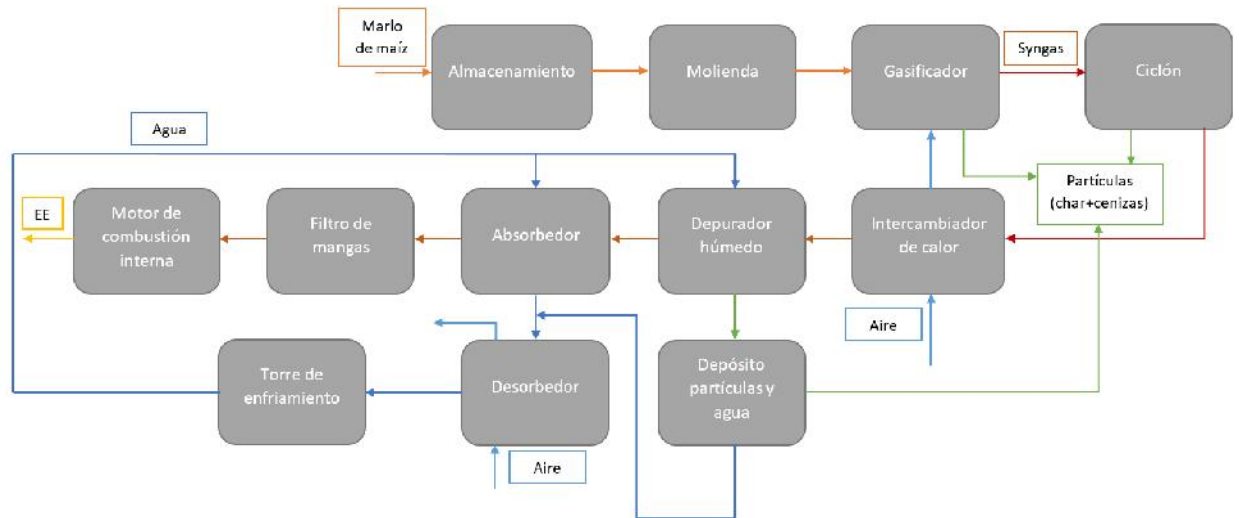 Marlo
de maíz
Almacenamiento
Molienda
Gasificador
Syngas
Ciclón
Agua
Partículas
(char+cenizas)
EE
Motor de
combustión
interna
Filtro de
mangas
Absorbedor
Depurador
húmedo
Intercambiador
de calor
Aire
Torre de
enfriamiento
Desorbedor
Depósito
partículas y
agua
Aire